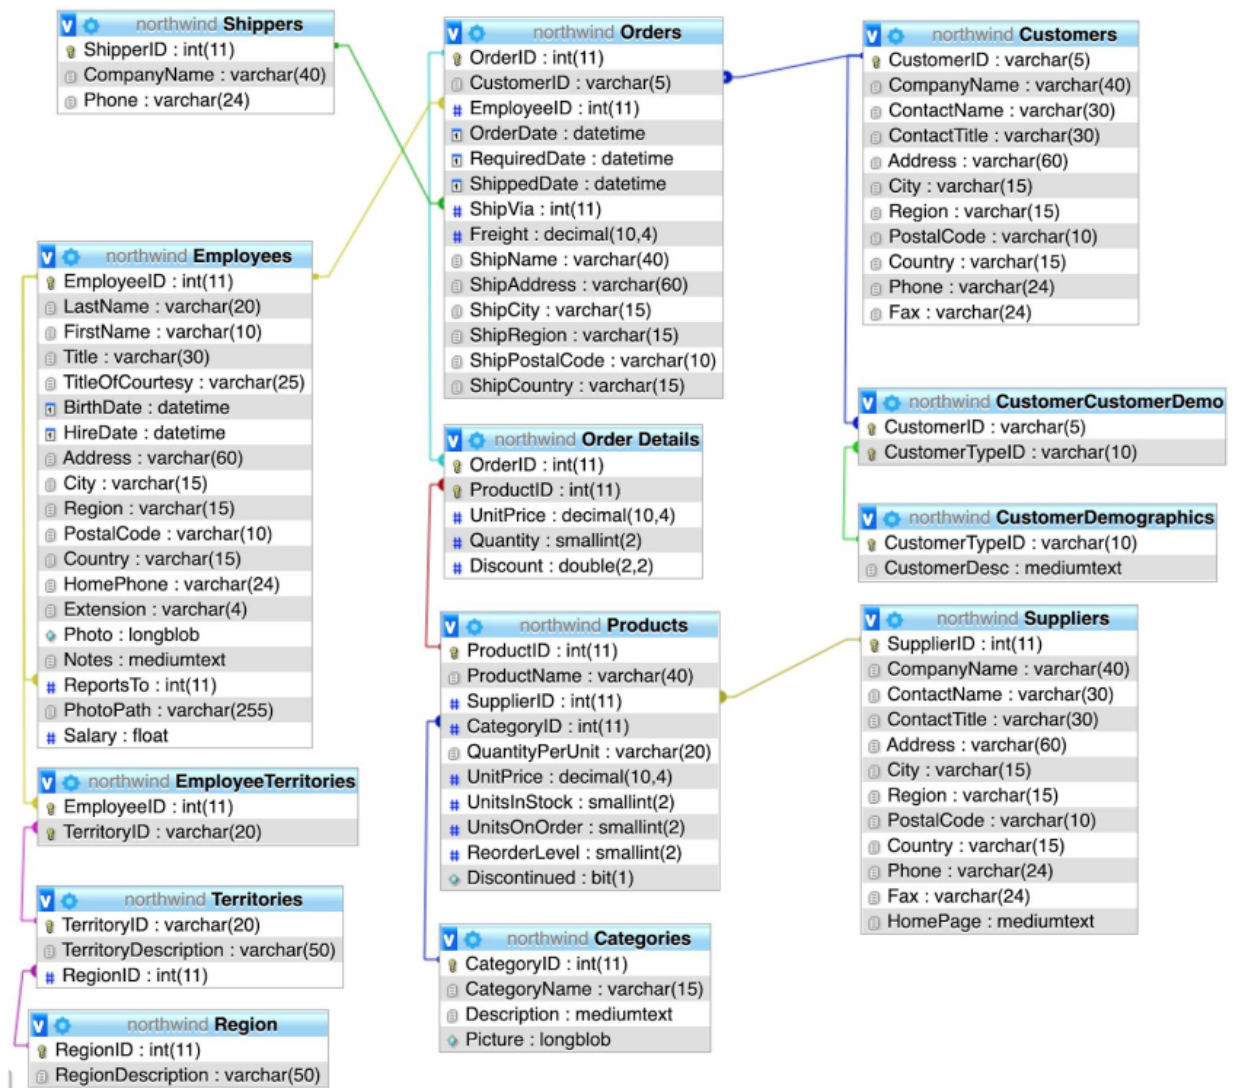 northwind Shippers
ShipperID : int(11)
CompanyName : varchar(40)
Phone : varchar(24)
northwind Employees
EmployeeID : int(11)
LastName : varchar(20)
FirstName : varchar(10)
Title : varchar(30)
TitleOfCourtesy : varchar(25)
BirthDate : datetime
HireDate : datetime
Address : varchar(60)
City : varchar(15)
Region : varchar(15)
PostalCode : varchar(10)
Country : varchar(15)
HomePhone : varchar(24)
Extension : varchar(4)
Photo : longblob
Notes : mediumtext
ReportsTo : int(11)
PhotoPath : varchar(255)
Salary : float
northwind EmployeeTerritories
EmployeeID : int(11)
TerritoryID : varchar(20)
northwind Territories
TerritoryID : varchar(20)
TerritoryDescription : varchar(50)
RegionID : int(11)
northwind Region
RegionID : int(11)
RegionDescription : varchar(50)
northwind Orders
OrderID : int(11)
CustomerID : varchar(5)
EmployeeID : int(11)
OrderDate : datetime
RequiredDate : datetime
ShippedDate : datetime
ShipVia : int(11)
Freight : decimal(10,4)
ShipName : varchar(40)
ShipAddress : varchar(60)
ShipCity : varchar(15)
ShipRegion : varchar(15)
ShipPostalCode : varchar(10)
ShipCountry : varchar(15)
northwind Order Details
OrderID : int(11)
ProductID : int(11)
UnitPrice : decimal(10,4)
Quantity : smallint(2)
Discount : double(2,2)
northwind Products
ProductID : int(11)
ProductName : varchar(40)
SupplierID : int(11)
CategoryID : int(11)
QuantityPerUnit : varchar(20)
UnitPrice : decimal(10,4)
UnitsInStock : smallint(2)
UnitsOnOrder : smallint(2)
ReorderLevel : smallint(2)
Discontinued : bit(1)
northwind Categories
CategoryID : int(11)
CategoryName : varchar(15)
Description : mediumtext
Picture : longblob
northwind Customers
CustomerID : varchar(5)
CompanyName : varchar(40)
ContactName : varchar(30)
ContactTitle : varchar(30)
Address : varchar(60)
City : varchar(15)
Region : varchar(15)
PostalCode : varchar(10)
Country : varchar(15)
Phone : varchar(24)
Fax : varchar(24)
northwind CustomerCustomerDemo
CustomerID : varchar(5)
CustomerTypeID : varchar(10)
northwind CustomerDemographics
CustomerTypeID : varchar(10)
CustomerDesc : mediumtext
northwind Suppliers
SupplierID : int(11)
CompanyName : varchar(40)
ContactName : varchar(30)
ContactTitle : varchar(30)
Address : varchar(60)
City : varchar(15)
Region : varchar(15)
PostalCode : varchar(10)
Country : varchar(15)
Phone : varchar(24)
Fax : varchar(24)
HomePage : mediumtext